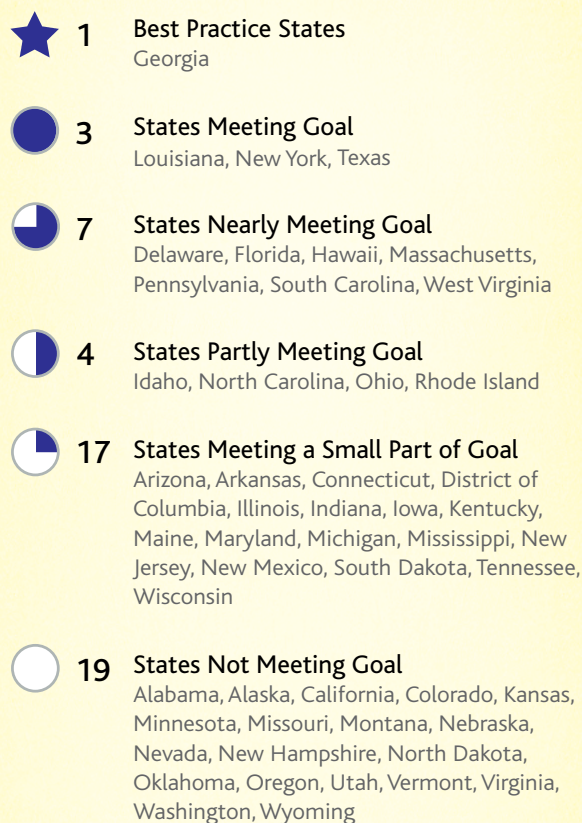 1 Best Practice States
Georgia
3 States Meeting Goal
Louisiana, New York, Texas
7 States Nearly Meeting Goal
Delaware, Florida, Hawaii, Massachusetts,
Pennsylvania, South Carolina, West Virginia
4 States Partly Meeting Goal
Idaho, North Carolina, Ohio, Rhode Island
17 States Meeting a Small Part of Goal
Arizona, Arkansas, Connecticut, District of
Columbia, Illinois, Indiana, Iowa, Kentucky,
Maine, Maryland, Michigan, Mississippi, New
Jersey, New Mexico, South Dakota, Tennessee,
Wisconsin
19 States Not Meeting Goal
Alabama, Alaska, California, Colorado, Kansas,
Minnesota, Missouri, Montana, Nebraska,
Nevada, New Hampshire, North Dakota,
Oklahoma, Oregon, Utah, Vermont, Virginia,
Washington, Wyoming